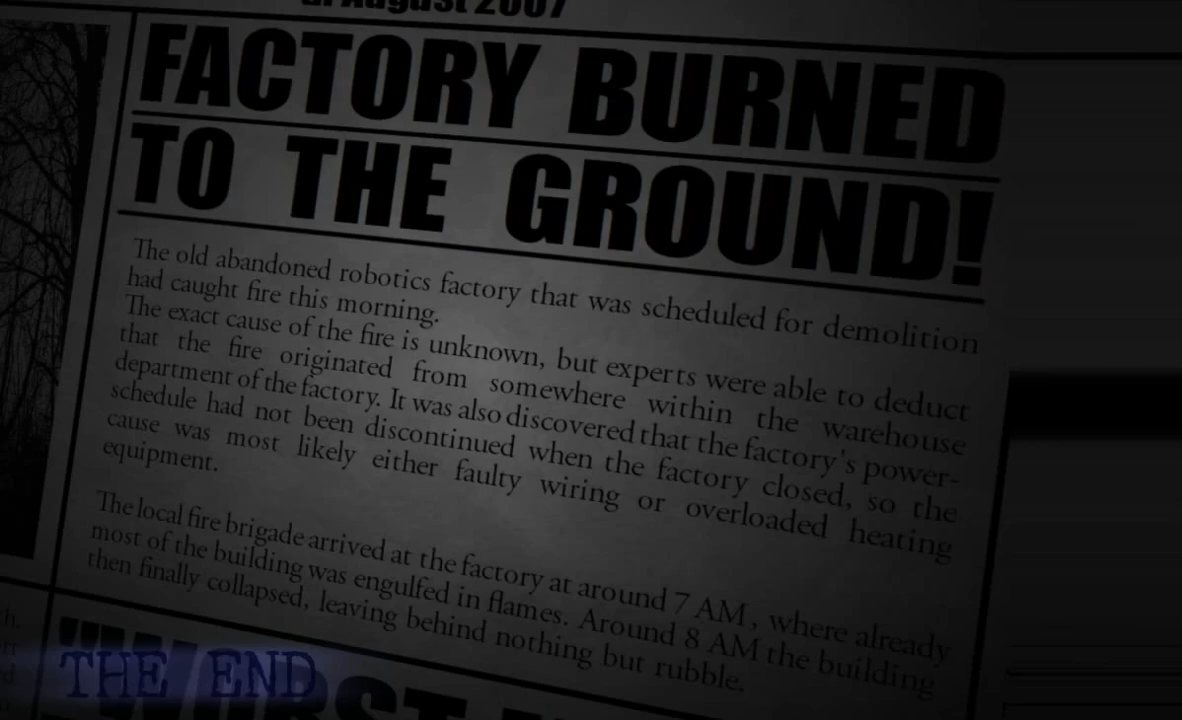 August 2007
FACTORY BURNED
TO THE GROUND!
The old abandoned robotics factory that was scheduled for demolition
had caught fire this morning.
The exact cause of the fire is unknown, but experts were able to deduct
that the fire originated from somewhere within the warehouse
department of the factory. It was also discovered that the factory's power-
schedule had not been discontinued when the factory closed, so the
cause was most likely either faulty wiring or overloaded heating
equipment.
The local fire brigade arrived at the factory at around 7 AM, where already
most of the building was engulfed in flames. Around 8 AM the building
then finally collapsed, leaving behind nothing but rubble.
THE END